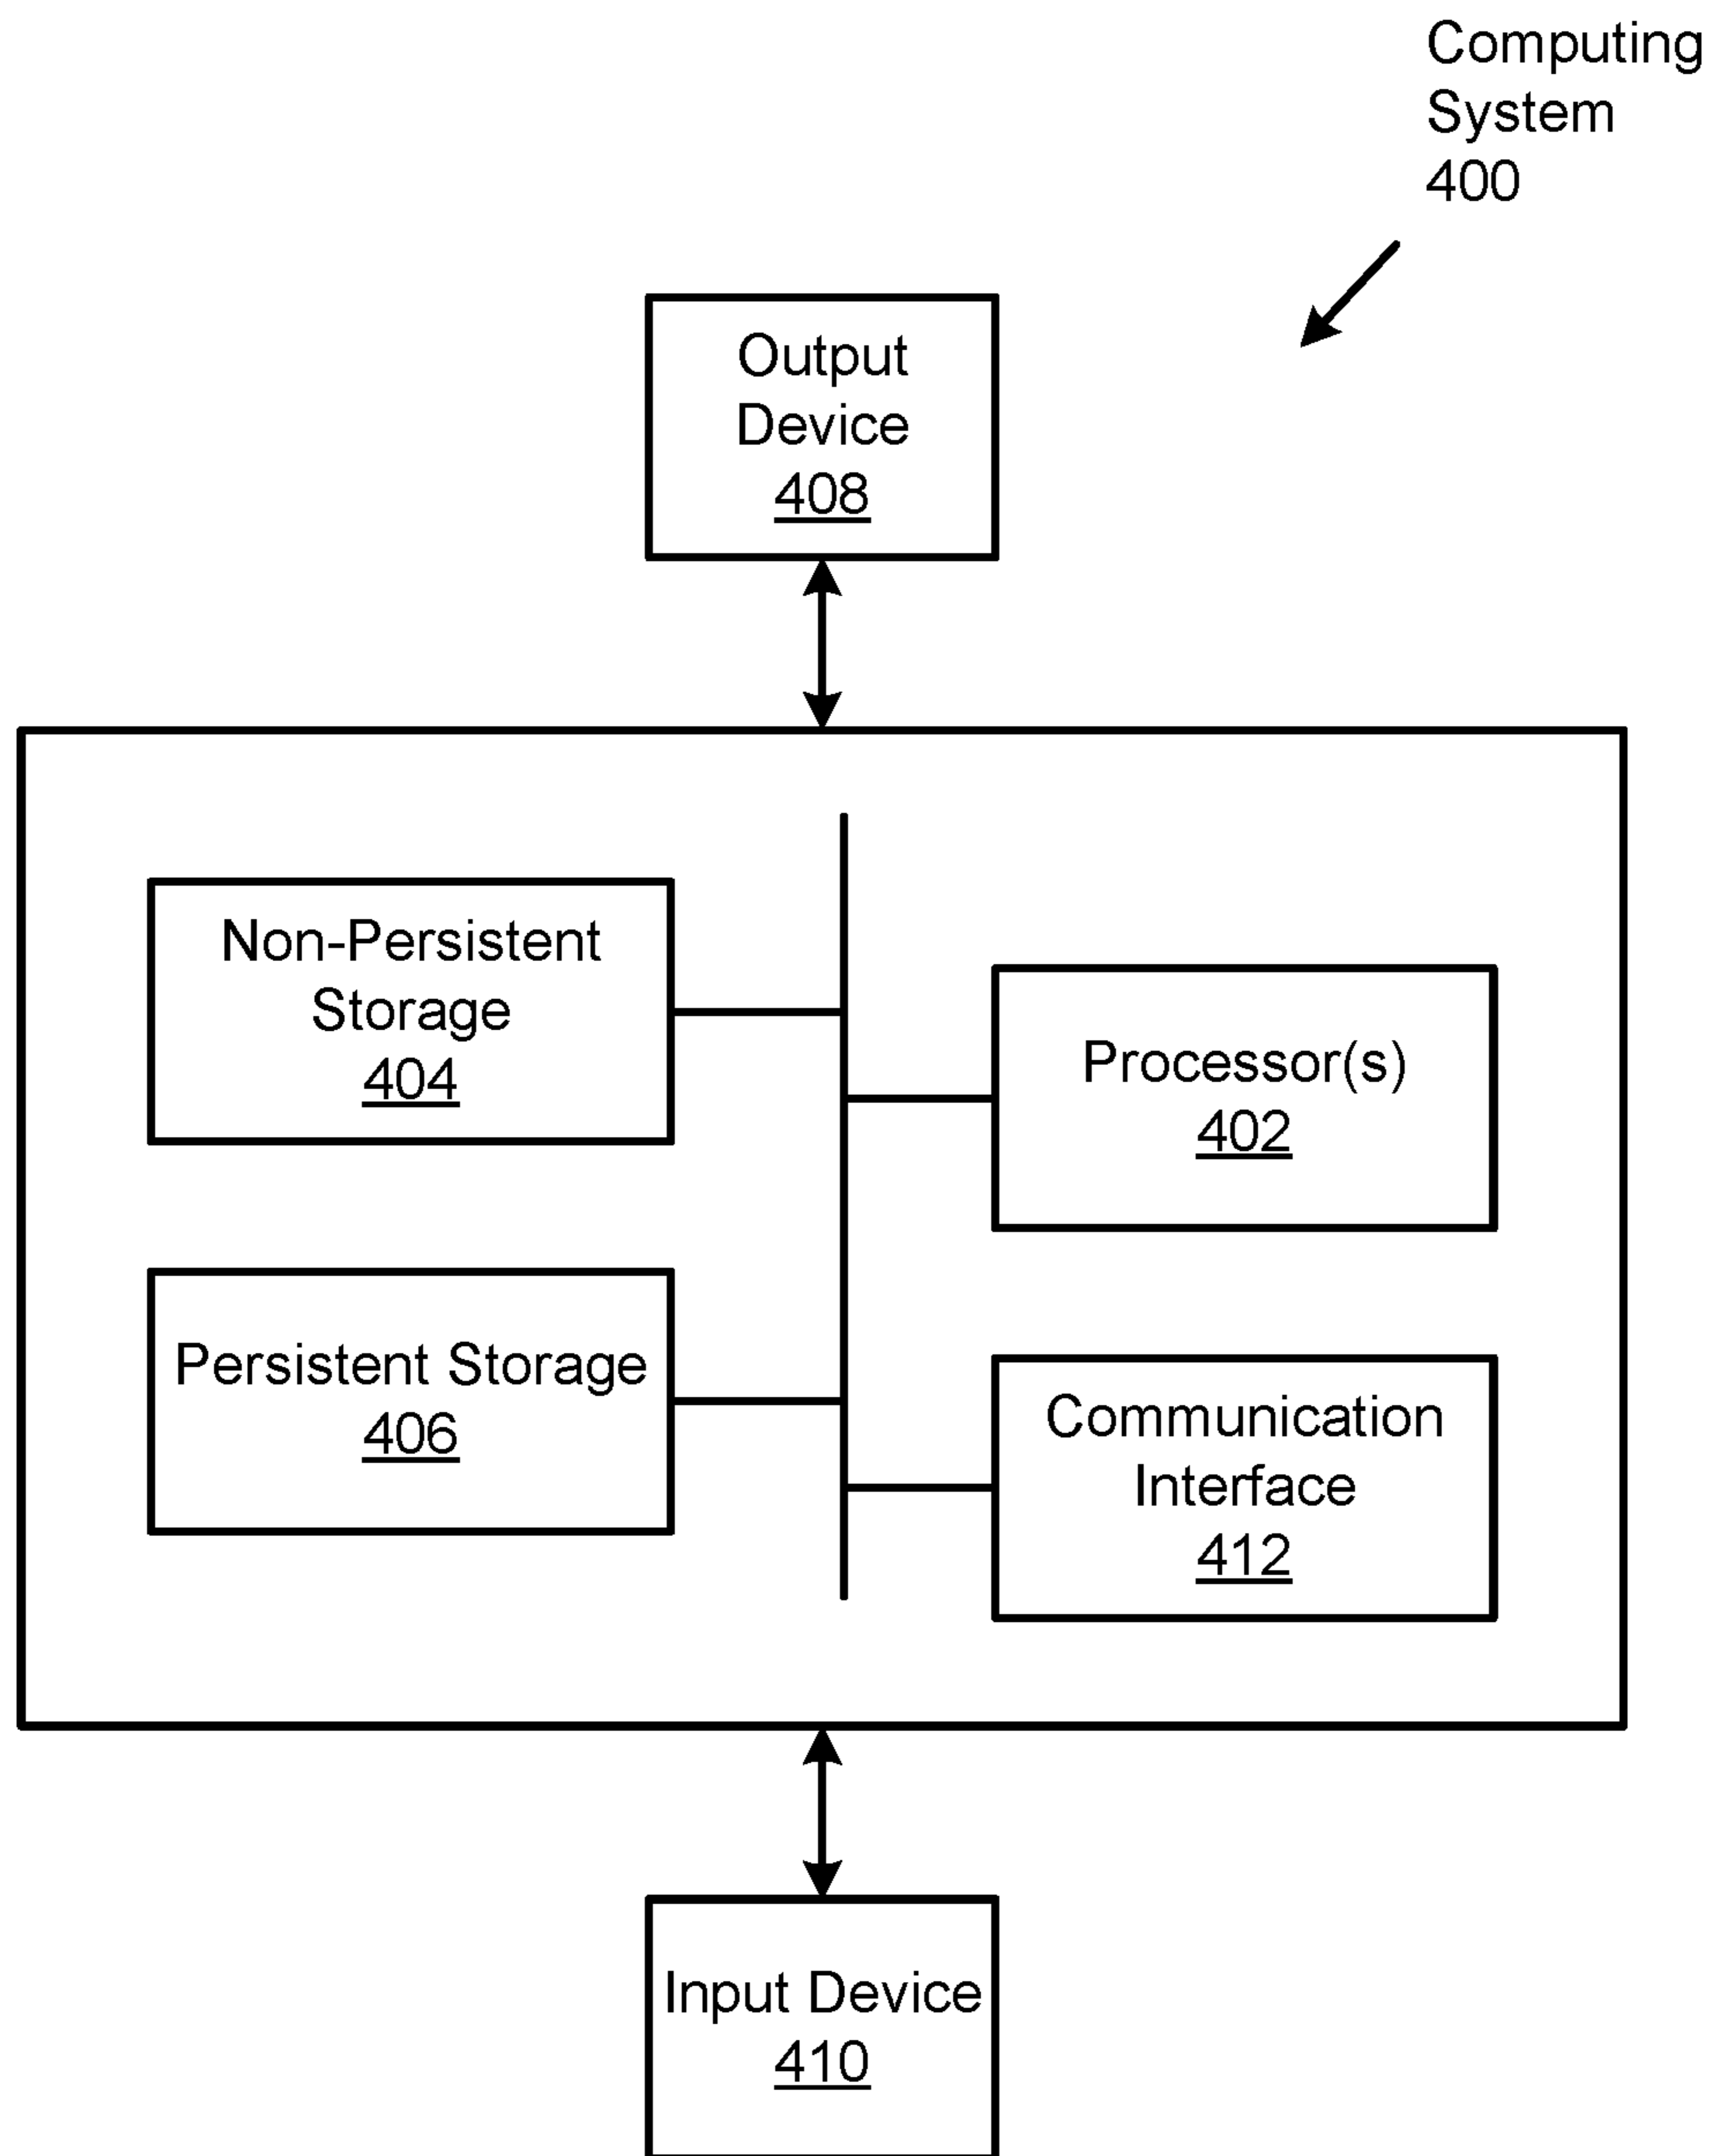 Computing
System
400
Output
Device
408
Non-Persistent
Storage
404
Processor(s)
402
Persistent Storage
406
Communication
Interface
412
Input Device
410